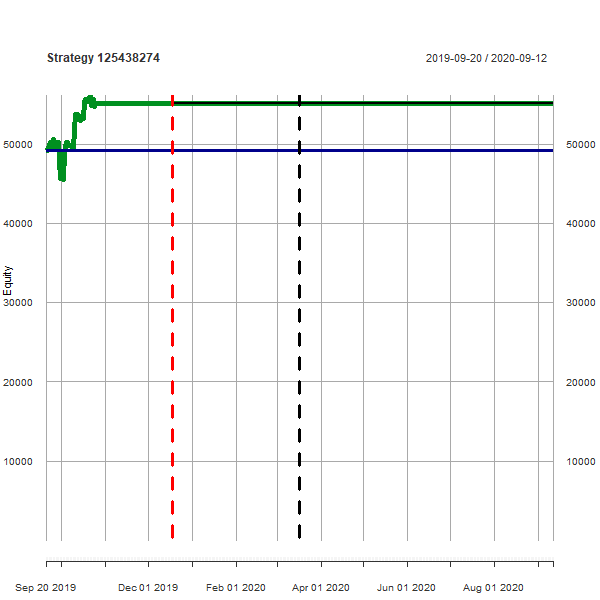 Strategy 125438274
2019-09-20 / 2020-09-12
50000
50000
40000
40000
Equity
30000
30000
20000
20000
10000
10000
Sep 20 2019
Dec 01 2019
Feb 01 2020
Apr 01 2020
Jun 01 2020
Aug 01 2020